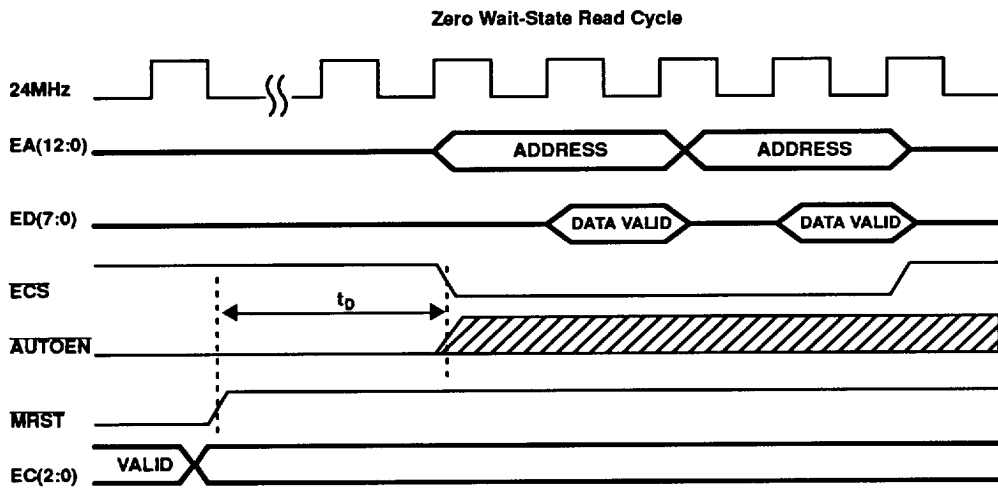 Zero Wait-State Read Cycle
24MHz
EA(12:0)
ADDRESS
ADDRESS
ED(7:0)
DATA VALID
DATA VALID
ECS
tD
AUTOEN
MRST
VALID
EC(2:0)